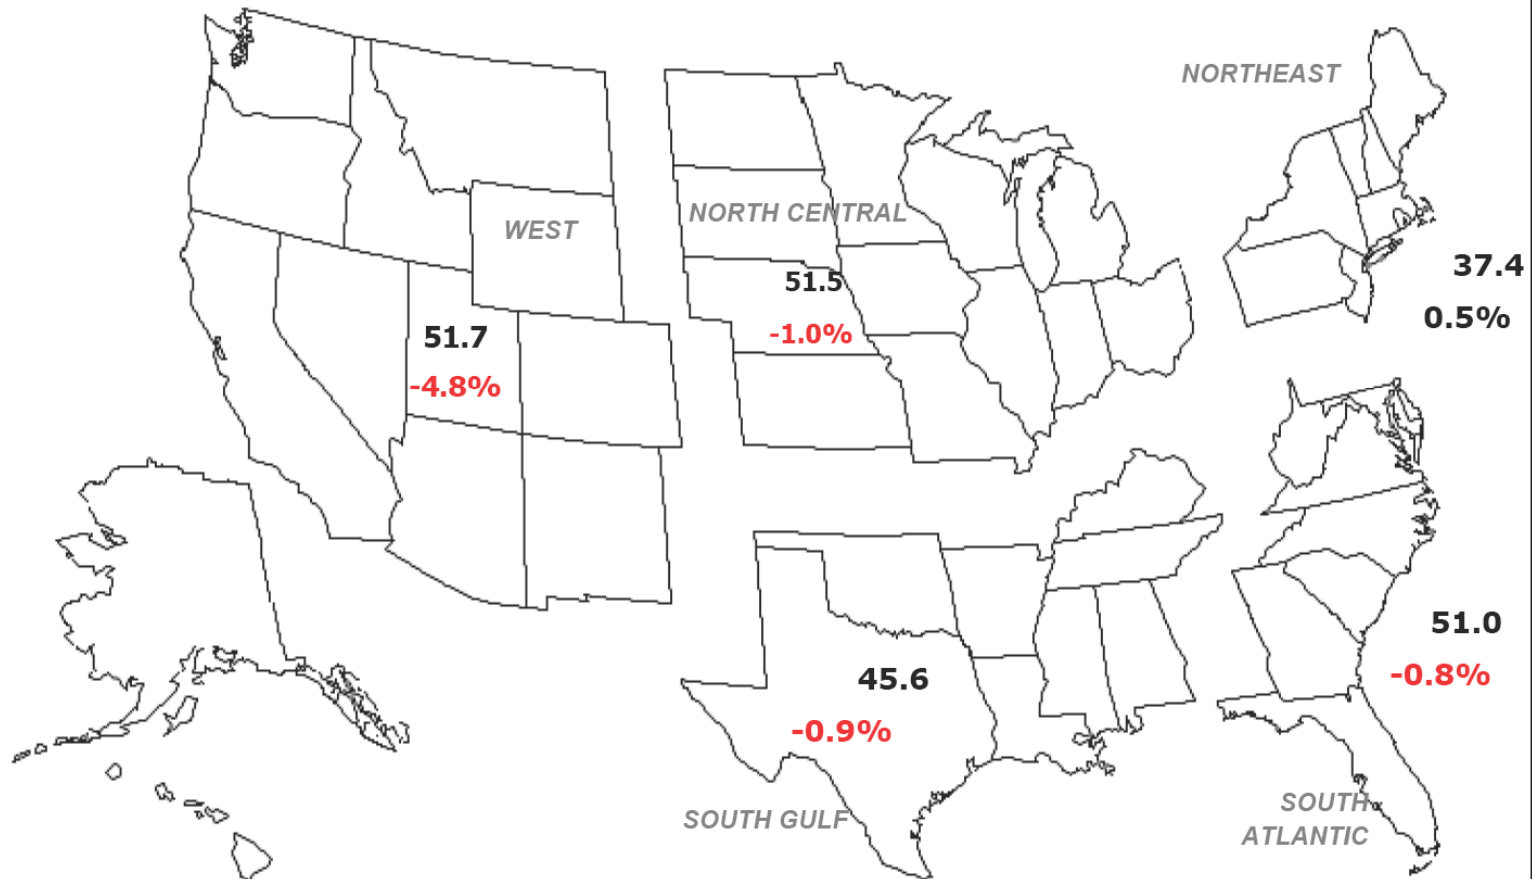 NORTHEAST
37.4
0.5%
WEST
51.7
-4.8%
NORTH CENTRAL
51.5
-1.0%
51.0
-0.8%
SOUTH
ATLANTIC
45.6
-0.9%
SOUTH GULF